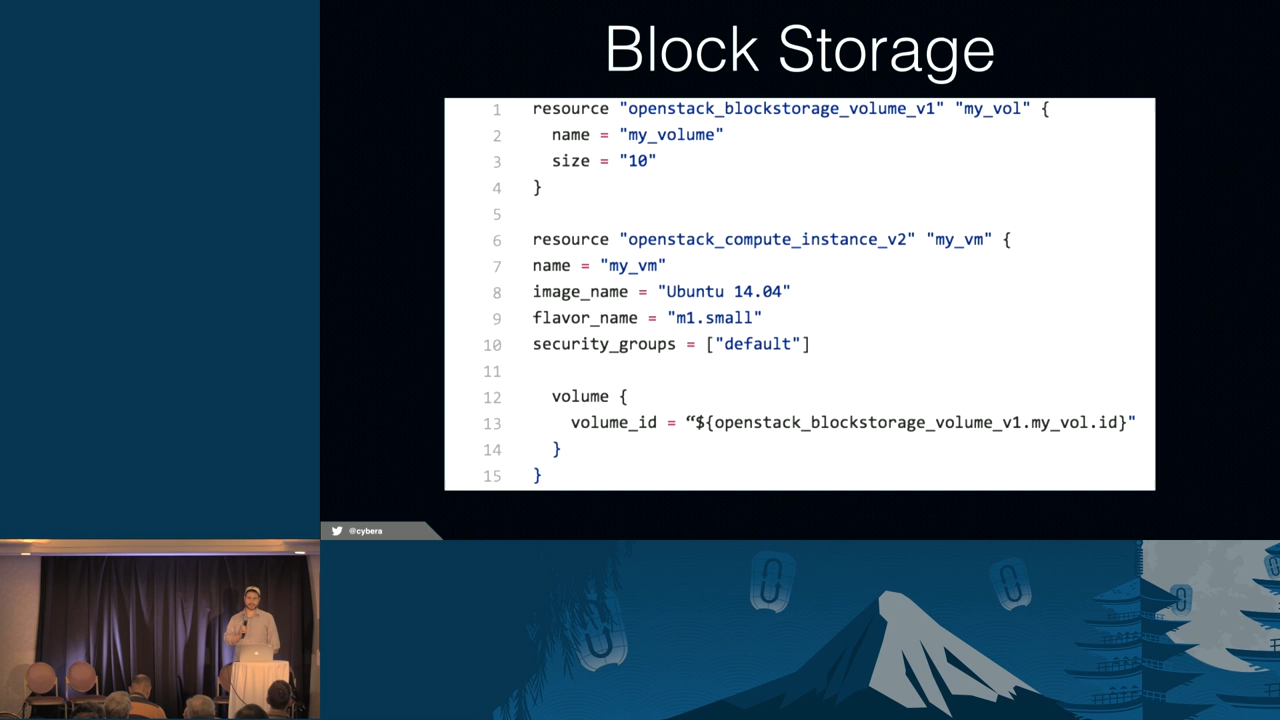 Block Storage
1 resource "openstack_blockstorage_volume_v1" "my_vol" {
2 name = "my_volume"
3 size = "10"
4 }
5
6 resource "openstack_compute_instance_v2" "my_vm" {
7 name = "my_vm"
8 image_name = "Ubuntu 14.04"
9 flavor_name = "m1.small"
10 security_groups = ["default"]
11
12 volume {
13 volume_id = “${openstack_blockstorage_volume_v1.my_vol.id}"
14 }
15 }
@cybera